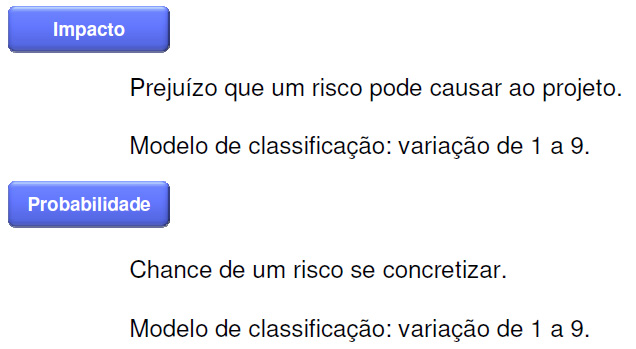 Impacto
Prejuízo que um risco pode causar ao projeto.
Modelo de classificação: variação de 1 a 9.
Probabilidade
Chance de um risco se concretizar.
Modelo de classificação: variação de 1 a 9.